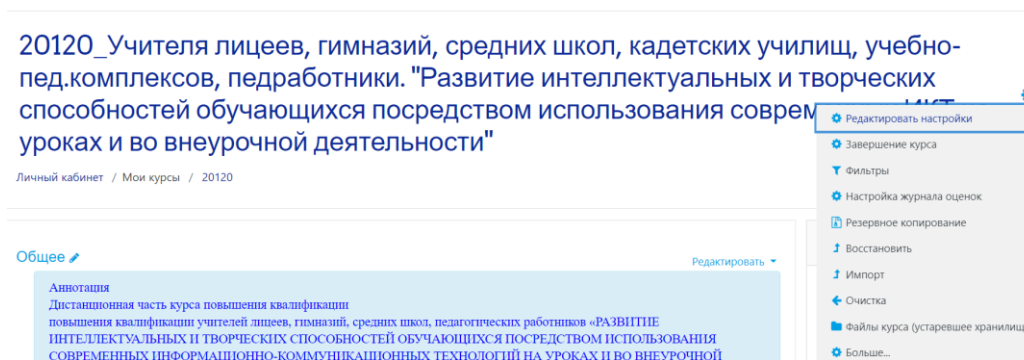 20120_Учителя лицеев, гимназий, средних школ, кадетских училищ, учебно-
пед.комплексов, педработники. "Развитие интеллектуальных и творческих
способностей обучающихся посредством использования
уроках и во внеурочной деятельности"
Личный кабинет / Мои курсы / 20120
Общее
Редактировать
Аннотация
Дистанционная часть курса повышения квалификации
повышения квалификации учителей лицеев, гимназий, средних школ, педагогических работников «РАЗВИТИЕ
ИНТЕЛЛЕКТУАЛЬНЫХ И ТВОРЧЕСКИХ СПОСОБНОСТЕЙ ОБУЧАЮЩИХСЯ ПОСРЕДСТВОМ ИСПОЛЬЗОВАНИЯ
СОВРЕМЕННЫХ ИНФОРМАЦИОННО-КОММУНИКАЦИОННЫХ ТЕХНОЛОГИЙ НА УРОКАХ И ВО ВНЕУРОЧНОЙ
Редактировать настройки
Завершение курса
Фильтры
Настройка журнала оценок
Резервное копирование
Восстановить
Импорт
Очистка
Файлы курса (устаревшее хранилищ
Больше...